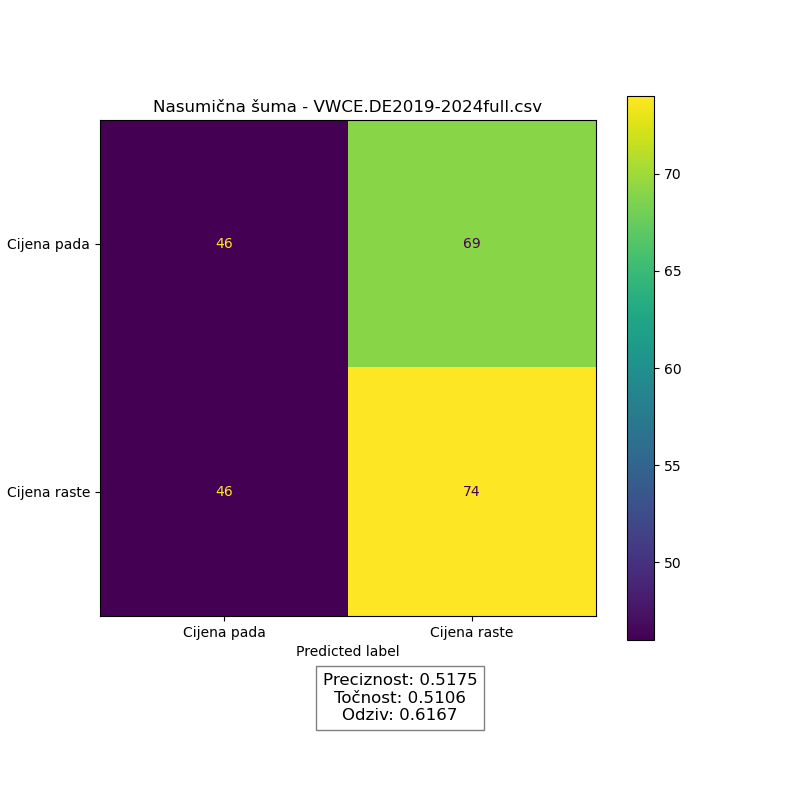 Nasumična šuma - VWCE.DE2019-2024full.csv
Cijena pada
46
69
Cijena raste
46
74
Cijena pada
Cijena raste
Predicted label
70
65
60
55
50
Preciznost: 0.5175
Točnost: 0.5106
Odziv: 0.6167